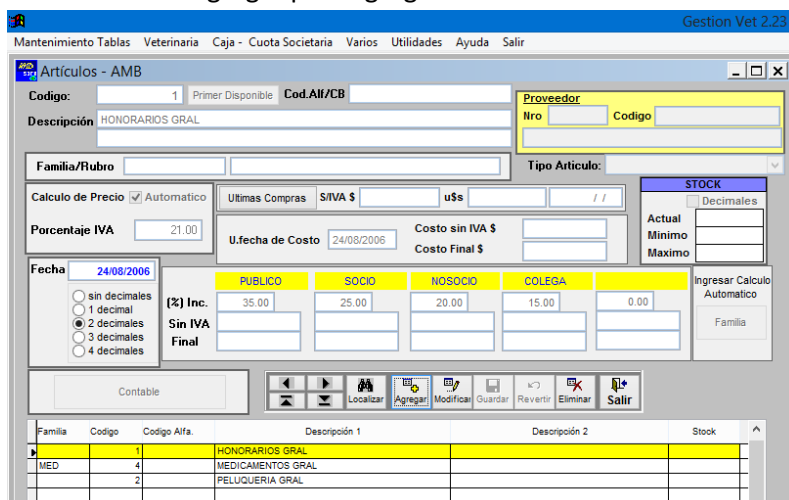 Gestion Vet 2.23
Mantenimiento Tablas Veterinaria Caja - Cuota Societaria Varios Utilidades Ayuda Salir
Artículos - AMB
Codigo: 1 Primer Disponible Cod.Alf/CB
Proveedor
Nro Codigo
Descripción HONORARIOS GRAL
Familia/Rubro Tipo Articulo:
Calculo de Precio Automatico Ultimas Compras S/IVA $ u$s / /
STOCK
Decimales
Actual
Minimo
Maximo
Porcentaje IVA 21.00
U.fecha de Costo 24/08/2006 Costo sin IVA $
Costo Final $
Fecha 24/08/2006
sin decimales
1 decimal
2 decimales
3 decimales
4 decimales
PUBLICO SOCIO NOSOCIO COLEGA
(%) Inc. 35.00 25.00 20.00 15.00 0.00
Sin IVA
Final
Ingresar Calculo
Automatico
Familia
Contable
Localizar Agregar Modificar Guardar Revertir Eliminar Salir
Familia Codigo Codigo Alfa. Descripción 1 Descripción 2 Stock
1 HONORARIOS GRAL
MED 4 MEDICAMENTOS GRAL
2 PELUQUERIA GRAL